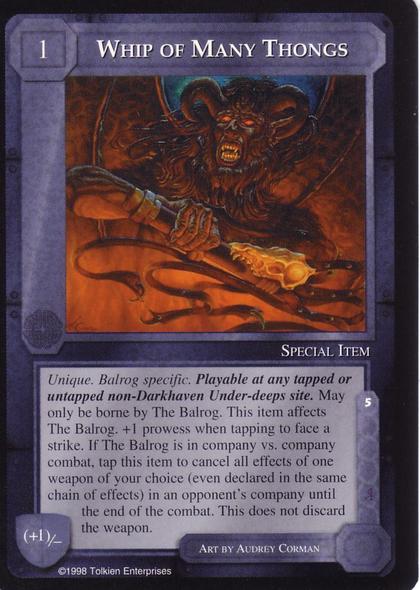 1
WHIP OF MANY THONGS
SPECIAL ITEM
Unique. Balrog specific. Playable at any tapped or
untapped non-Darkhaven Under-deeps site. May
only be borne by The Balrog. This item affects
The Balrog. +1 prowess when tapping to face a
strike. If The Balrog is in company vs. company
combat, tap this item to cancel all effects of one
weapon of your choice (even declared in the same
chain of effects) in an opponent's company until
the end of the combat. This does not discard
the weapon.
5
(+1)/–
ART BY AUDREY CORMAN
©1998 Tolkien Enterprises